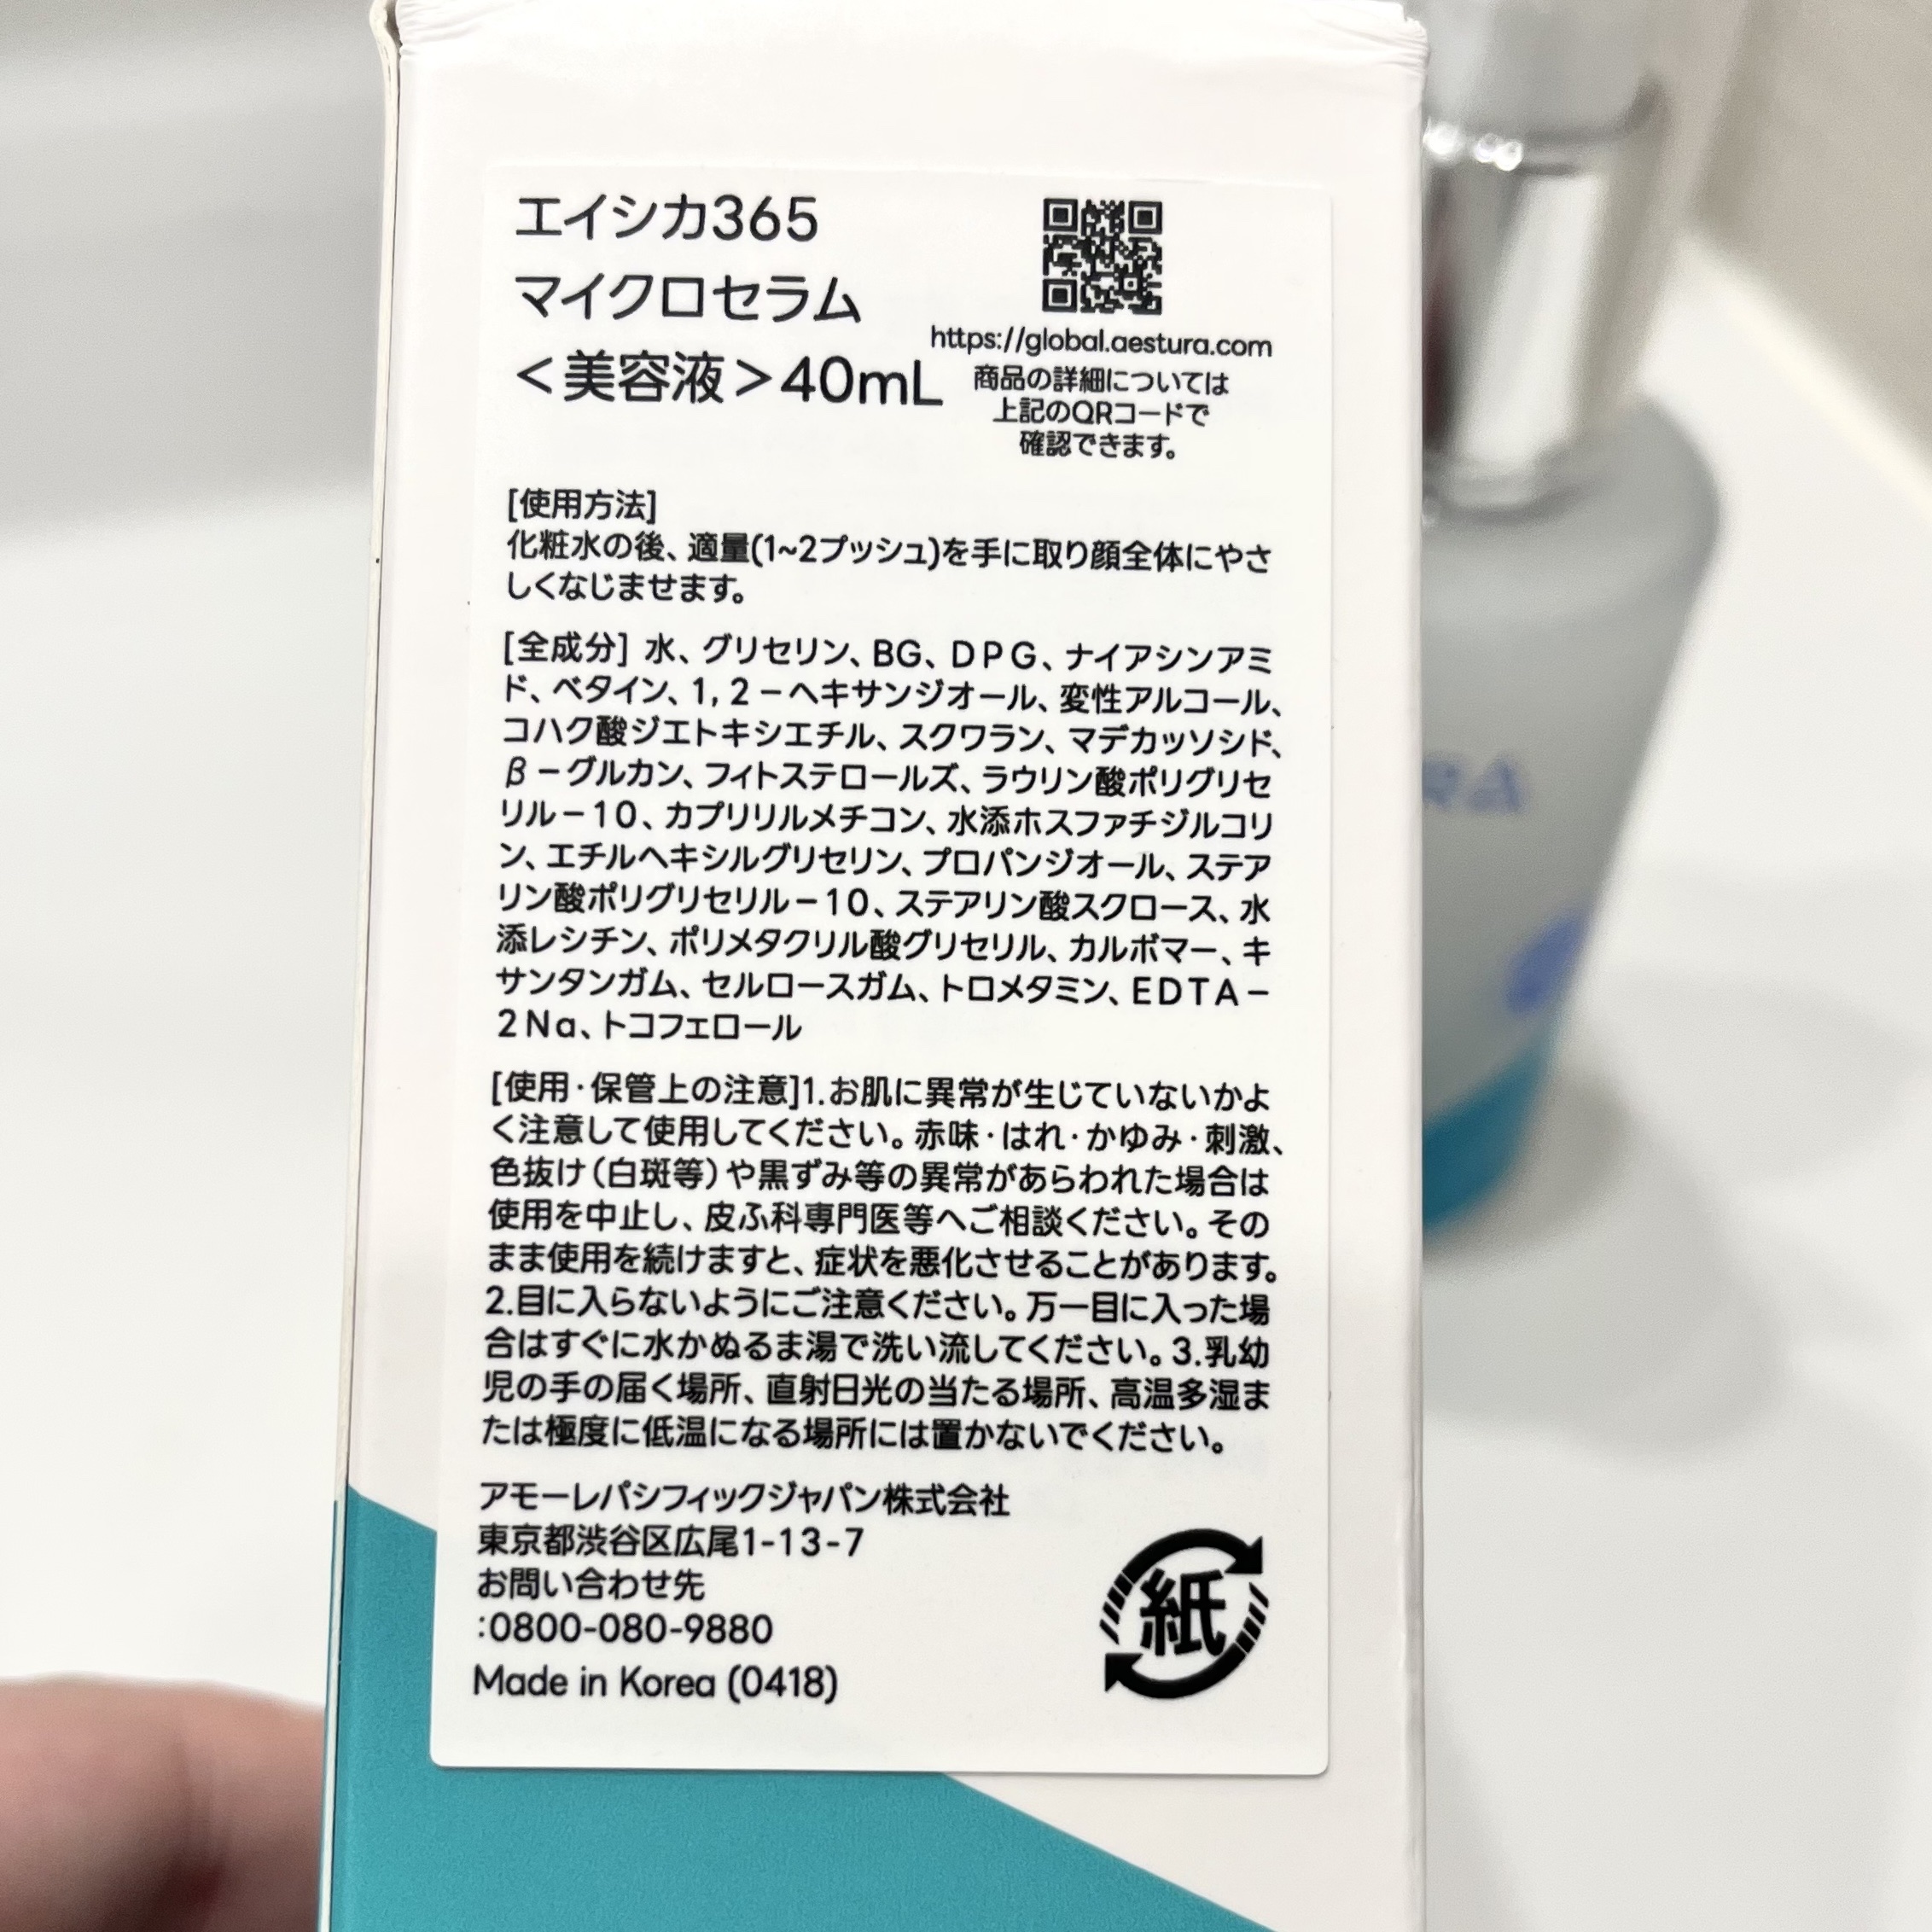 エイシカ365
マイクロセラム
＜美容液＞40mL
https://global.aestura.com
商品の詳細については
上記のQRコードで
確認できます。
[使用方法]
化粧水の後、適量(1~2プッシュ)を手に取り顔全体にやさ
しくなじませます。
[全成分] 水、グリセリン、BG、DPG、ナイアシンアミ
ド、ベタイン、1,2－ヘキサンジオール、変性アルコール、
コハク酸ジエトキシエチル、スクワラン、マデカッソシド、
β－グルカン、フィトステロールズ、ラウリン酸ポリグリセ
リル－10、カプリリルメチコン、水添ホスファチジルコリ
ン、エチルヘキシルグリセリン、プロパンジオール、ステア
リン酸ポリグリセリル－10、ステアリン酸スクロース、水
添レシチン、ポリメタクリル酸グリセリル、カルボマー、キ
サンタンガム、セルロースガム、トロメタミン、EDTA－
2Na、トコフェロール
[使用・保管上の注意]1.お肌に異常が生じていないかよ
く注意して使用してください。赤味・はれ・かゆみ・刺激、
色抜け（白斑等）や黒ずみ等の異常があらわれた場合は
使用を中止し、皮ふ科専門医等へご相談ください。その
まま使用を続けますと、症状を悪化させることがあります。
2.目に入らないようにご注意ください。万一目に入った場
合はすぐに水かぬるま湯で洗い流してください。3.乳幼
児の手の届く場所、直射日光の当たる場所、高温多湿ま
たは極度に低温になる場所には置かないでください。
アモーレパシフィックジャパン株式会社
東京都渋谷区広尾1-13-7
お問い合わせ先
:0800-080-9880
Made in Korea (0418)
紙